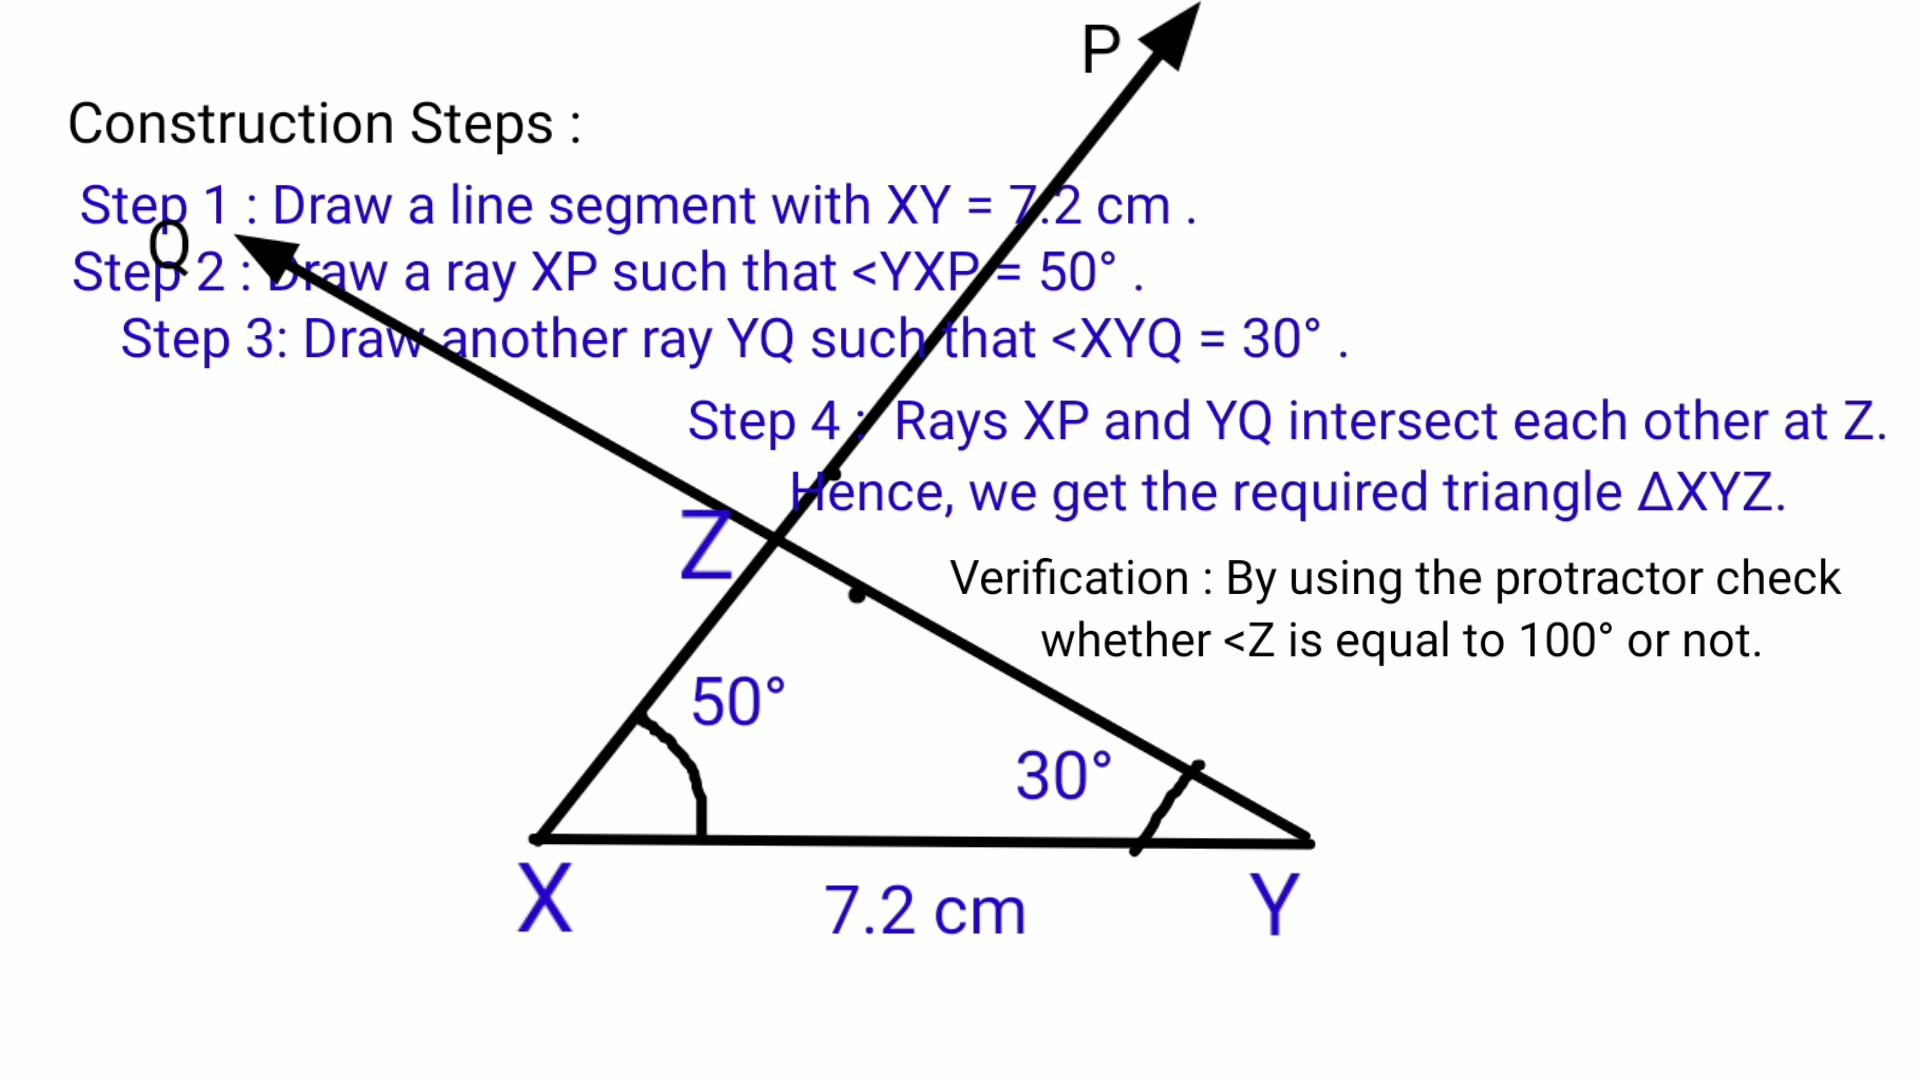 P
Construction Steps :
Step 1 : Draw a line segment with XY = 7.2 cm .
Q
Step 2 : Draw a ray XP such that <YXP = 50° .
Step 3: Draw another ray YQ such that <XYQ = 30° .
Step 4 : Rays XP and YQ intersect each other at Z.
Hence, we get the required triangle ΔXYZ.
Z
Verification : By using the protractor check
whether <Z is equal to 100° or not.
50°
30°
X
7.2 cm
Y